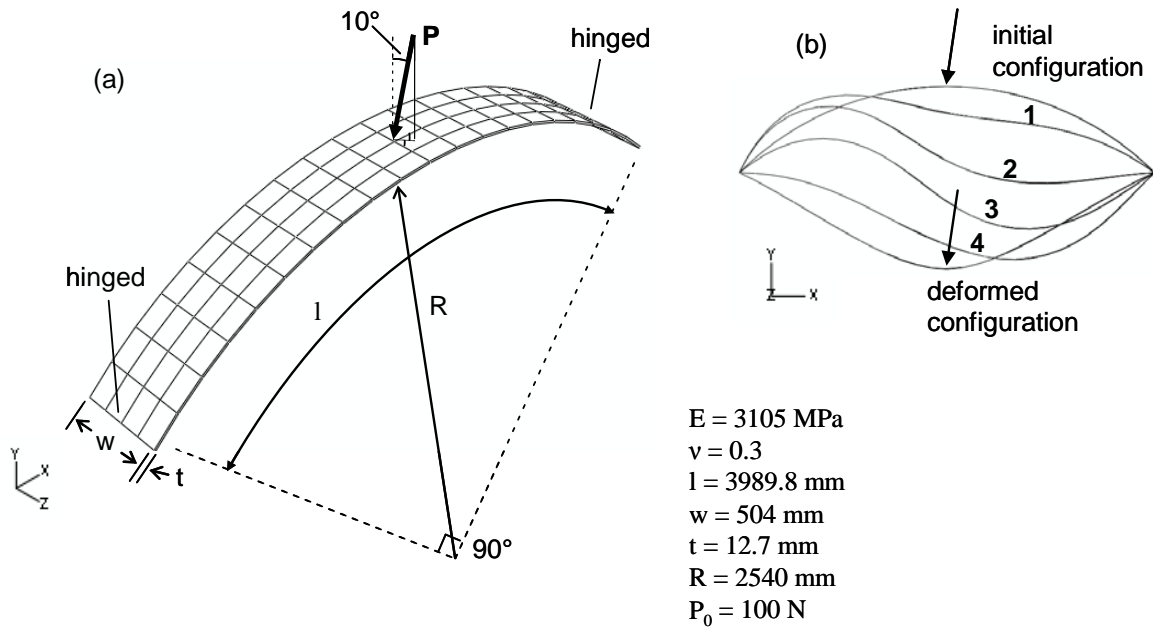 (a)
10°
P
hinged
hinged
l
R
w
t
90°
Y
X
Z
(b)
initial
configuration
1
2
3
4
Y
Z
X
deformed
configuration
E = 3105 MPa
ν = 0.3
l = 3989.8 mm
w = 504 mm
t = 12.7 mm
R = 2540 mm
P₀ = 100 N